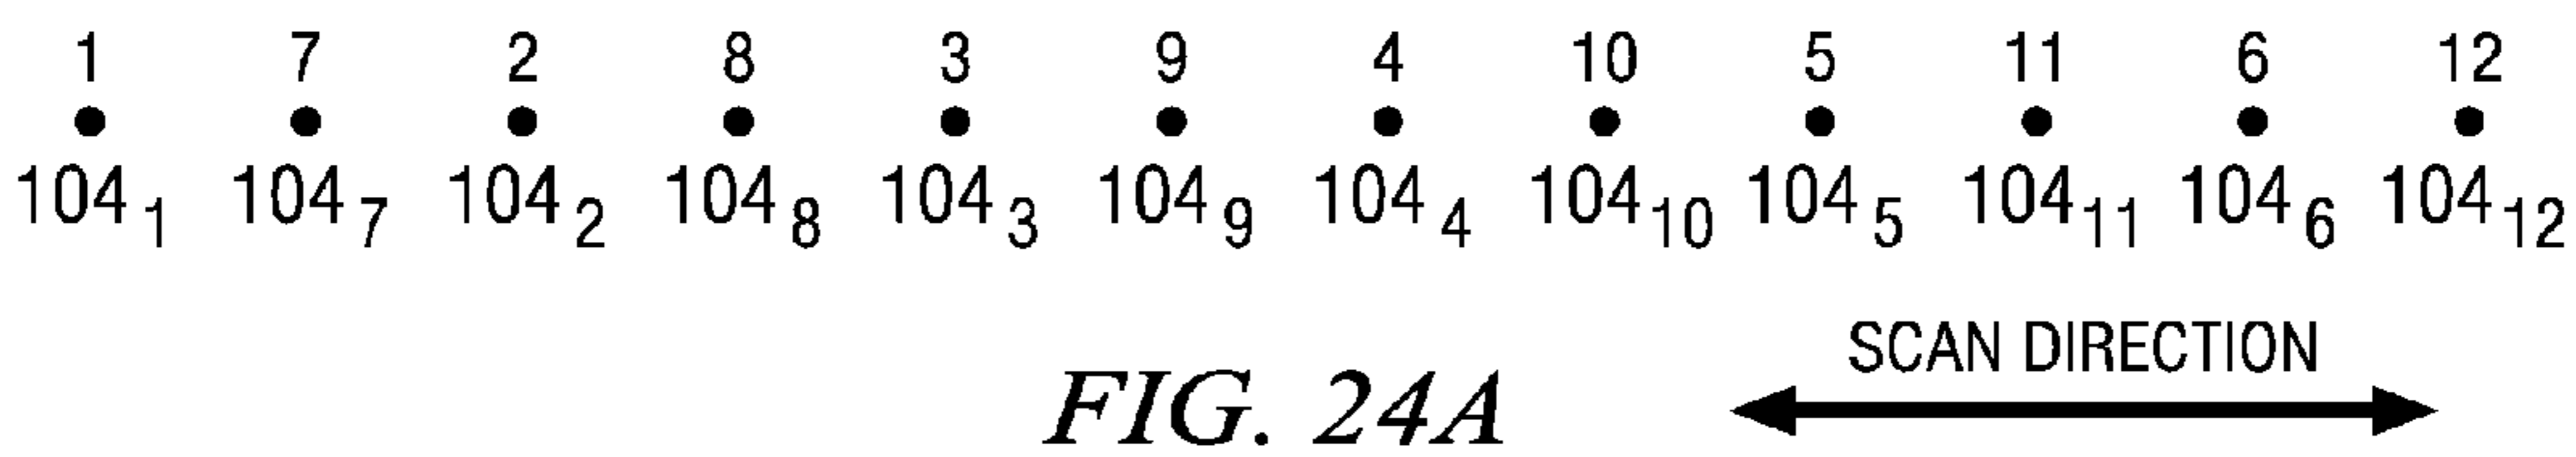 1 7 2 8 3 9 4 10 5 11 6 12
104₁ 104₇ 104₂ 104₈ 104₃ 104₉ 104₄ 104₁₀ 104₅ 104₁₁ 104₆ 104₁₂
SCAN DIRECTION
FIG. 24A